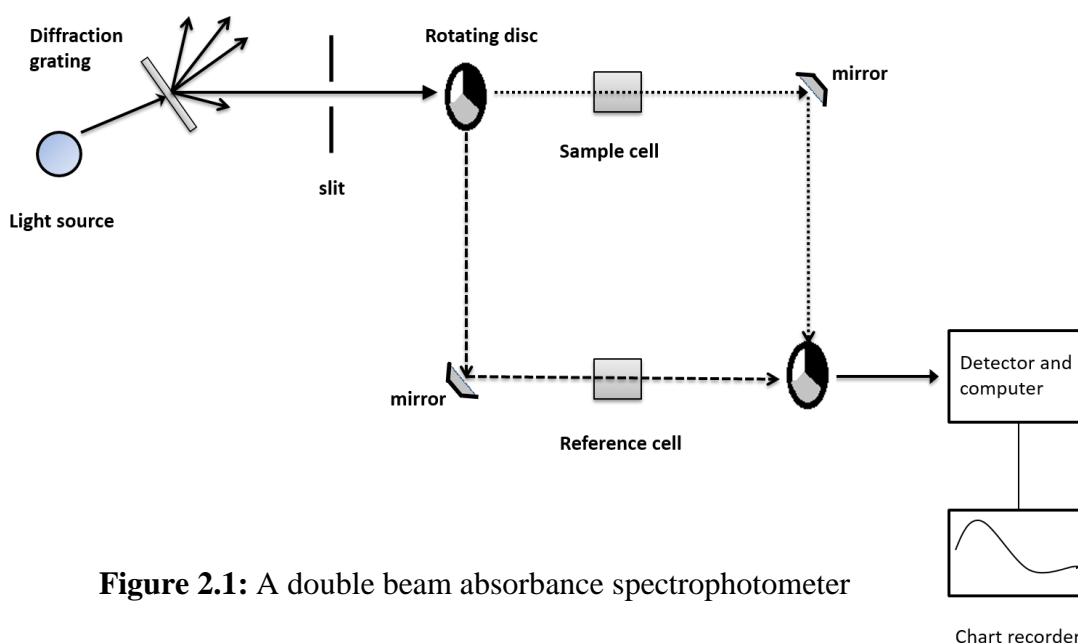 Diffraction
grating
Rotating disc
mirror
Sample cell
slit
Light source
Detector and
computer
mirror
Reference cell
Figure 2.1: A double beam absorbance spectrophotometer
Chart recorder